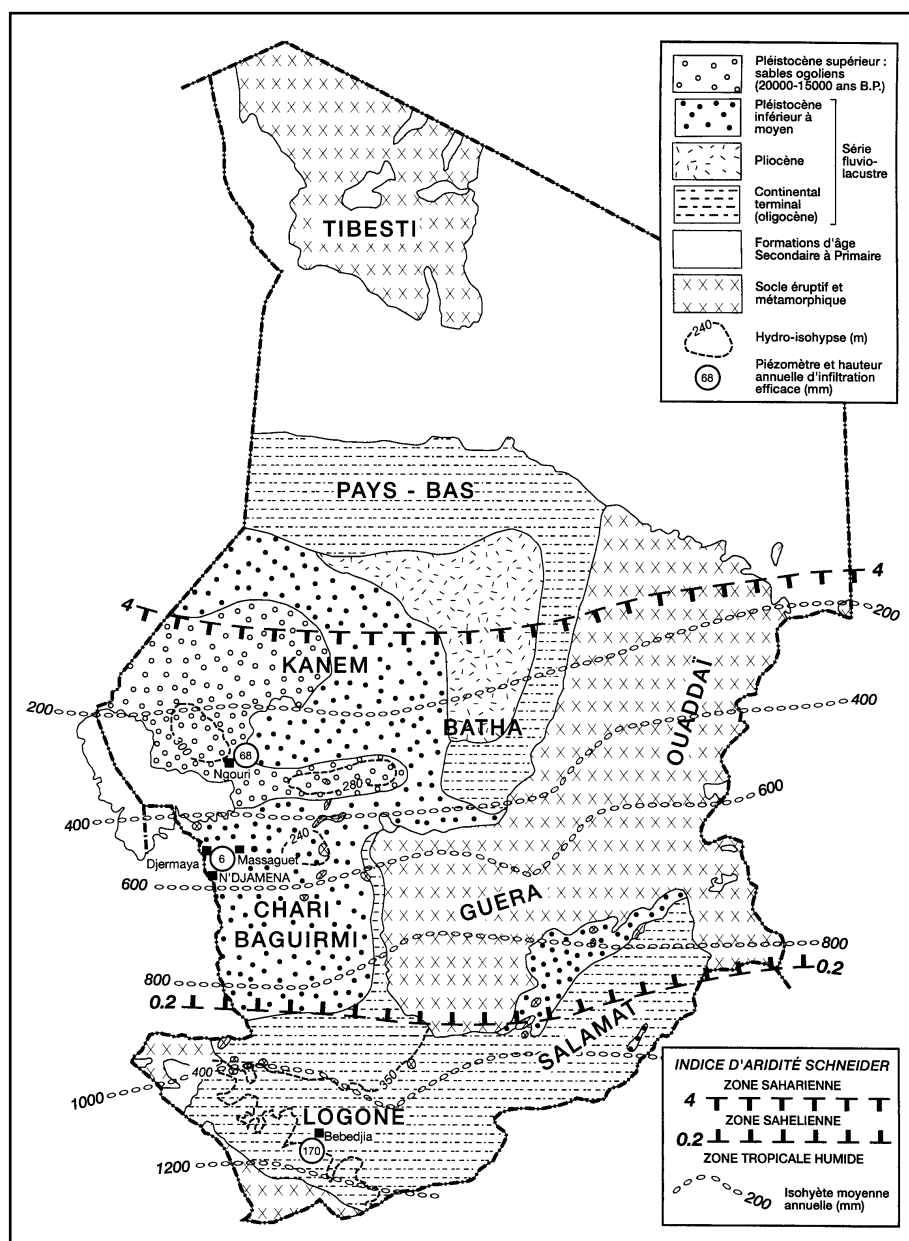 Pléistocène supérieur :
sables ogoliens
(20000-15000 ans B.P.)
Pléistocène
inférieur à
moyen
Pliocène
Continental
terminal
(oligocène)
Série
fluvio-
lacustre
Formations d'âge
Secondaire à Primaire
Socle éruptif et
métamorphique
240
Hydro-isohypse (m)
68
Piézomètre et hauteur
annuelle d'infiltration
efficace (mm)
TIBESTI
PAYS - BAS
4
4
200
KANEM
OUADDAÏ
200
400
BATHA
300
68
Ngouri
280
400
600
240
Djermaya
6
Massaguet
N'DJAMENA
600
GUERA
CHARI
BAGUIRMI
800
800
0.2
0.2
SALAMAT
400
350
1000
LOGONE
Bebedjia
170
1200
INDICE D'ARIDITÉ SCHNEIDER
ZONE SAHARIENNE
4
ZONE SAHELIENNE
0.2
ZONE TROPICALE HUMIDE
200
Isohyète moyenne
annuelle (mm)